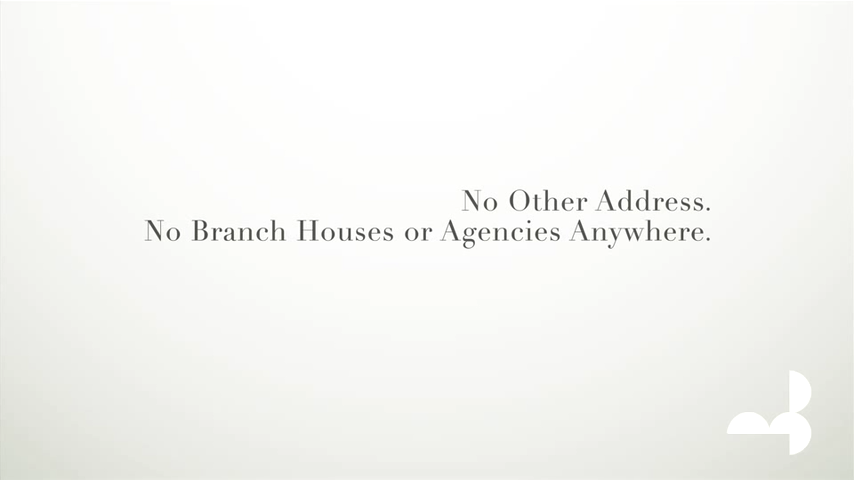 No Other Address.
No Branch Houses or Agencies Anywhere.